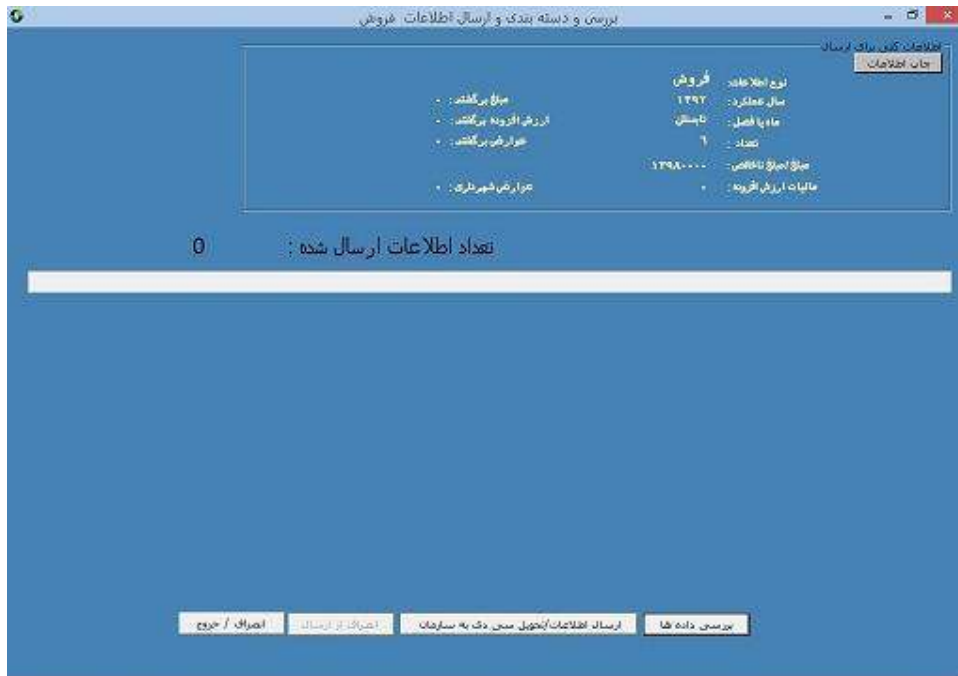 بررسی و دسته بندی و ارسال اطلاعات فروش
اطلاعات کلی برای ارسال
چاپ اطلاعات
نوع اطلاعات: فروش
سال عملکرد: ۱۳۹۲ مبلغ برگشتی: ۰
ماه یا فصل: تابستان ارزش افزوده برگشتی: ۰
تعداد : ۶ عوارض برگشتی: ۰
مبلغ/مبلغ ناخالص: ۱۳۹۸۰۰۰۰
مالیات ارزش افزوده: ۰ عوارض شهرداری: ۰
تعداد اطلاعات ارسال شده : 0
بررسی داده ها ارسال اطلاعات/تحویل سی دی به سازمان انصراف از ارسال انصراف / خروج